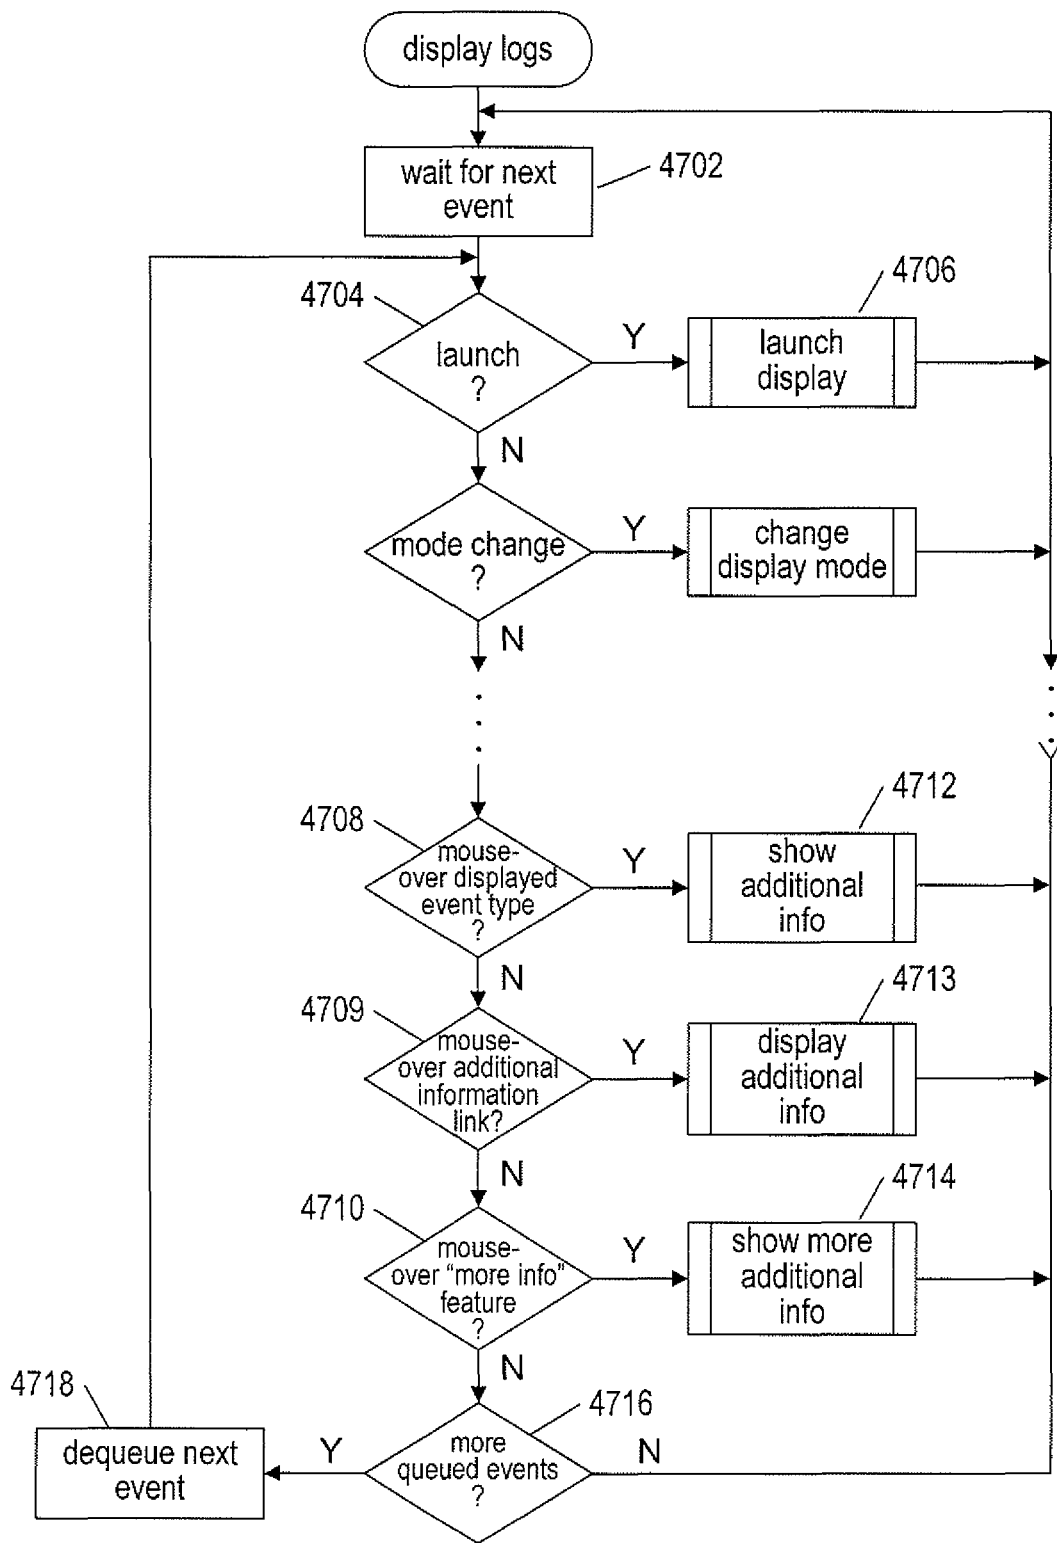 display logs
wait for next
event
4702
4704
launch
?
Y
4706
launch
display
N
mode change
?
Y
change
display mode
N
4708
mouse-
over displayed
event type
?
Y
4712
show
additional
info
N
4709
mouse-
over additional
information
link?
Y
4713
display
additional
info
N
4710
mouse-
over “more info”
feature
?
Y
4714
show more
additional
info
N
4716
more
queued events
?
N
Y
4718
dequeue next
event